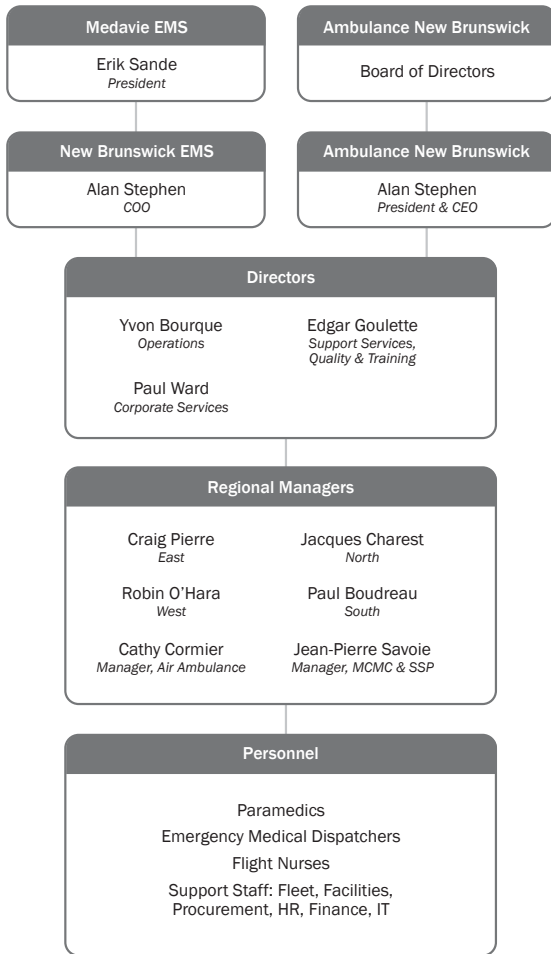 Medavie EMS
Erik Sande
President
Ambulance New Brunswick
Board of Directors
New Brunswick EMS
Alan Stephen
COO
Ambulance New Brunswick
Alan Stephen
President & CEO
Directors
Yvon Bourque
Operations
Edgar Goulette
Support Services,
Quality & Training
Paul Ward
Corporate Services
Regional Managers
Craig Pierre
East
Jacques Charest
North
Robin O’Hara
West
Paul Boudreau
South
Cathy Cormier
Manager, Air Ambulance
Jean-Pierre Savoie
Manager, MCMC & SSP
Personnel
Paramedics
Emergency Medical Dispatchers
Flight Nurses
Support Staff: Fleet, Facilities,
Procurement, HR, Finance, IT